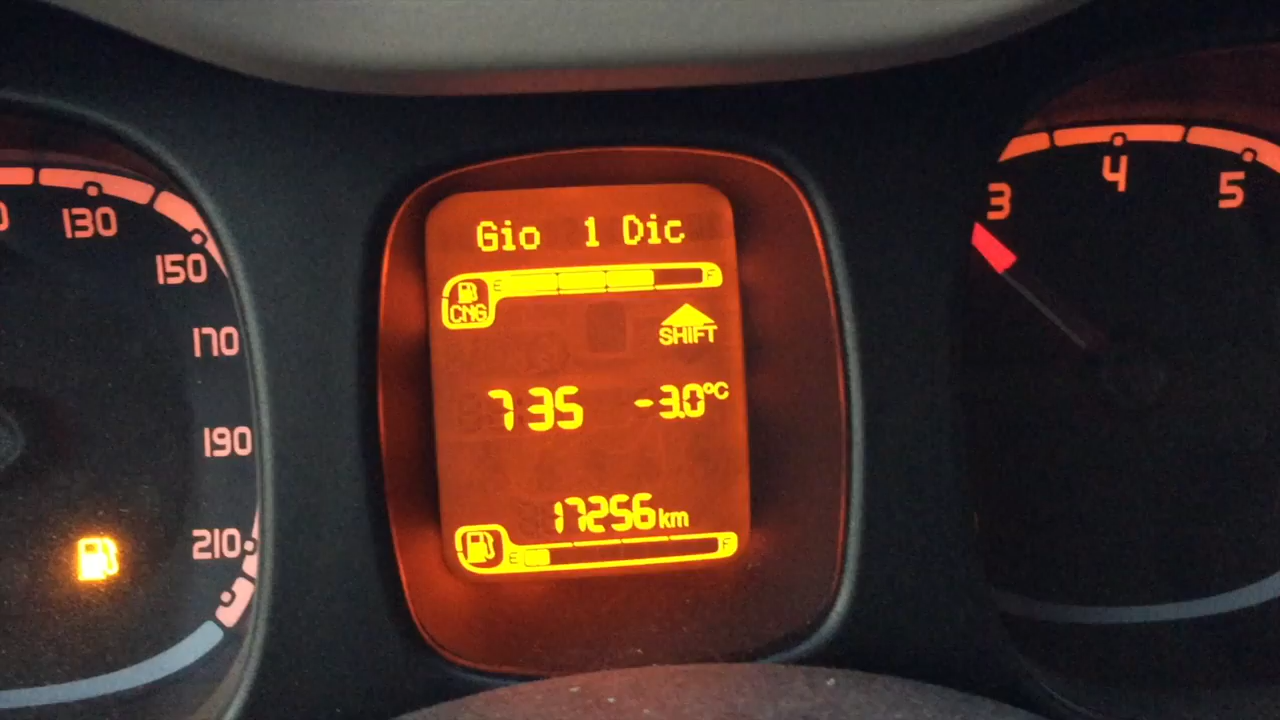 Gio 1 Dic
E F
CNG
SHIFT
7 35 -3.0°C
17256 km
E F
130
150
170
190
210
3
4
5